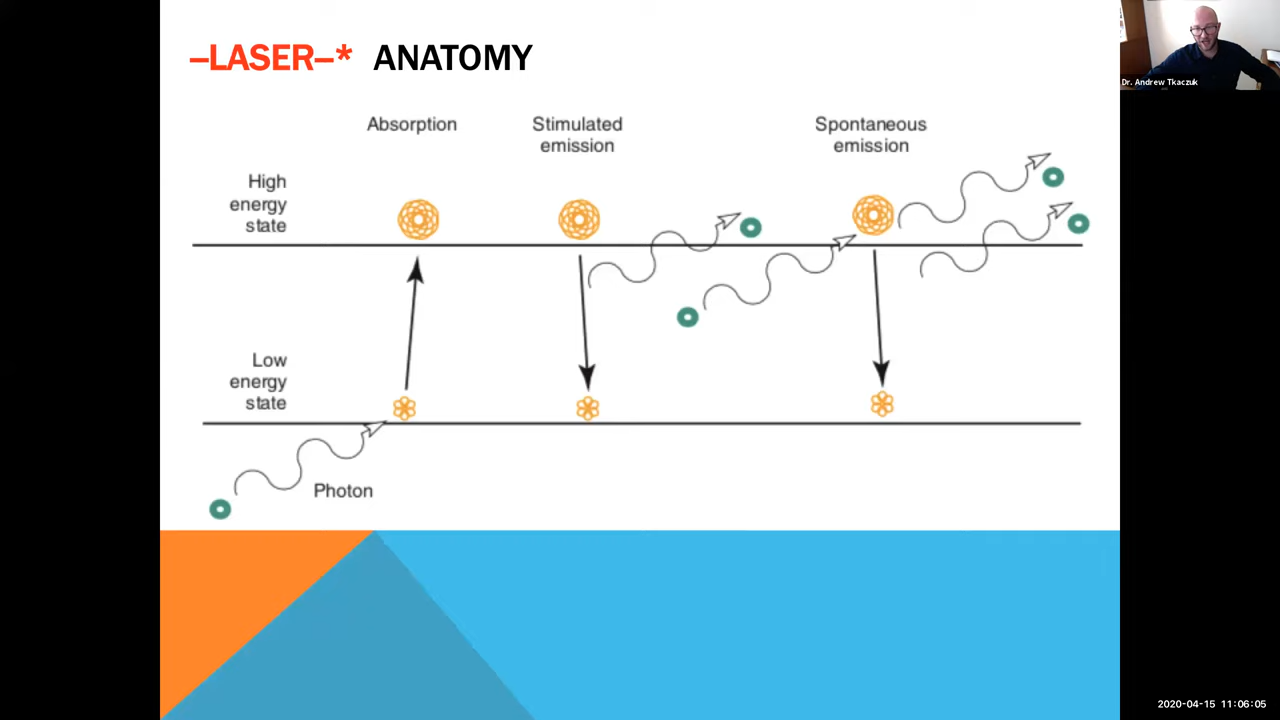 –LASER–* ANATOMY
Dr. Andrew Tkaczuk
Absorption
Stimulated
emission
Spontaneous
emission
High
energy
state
Low
energy
state
Photon
2020-04-15 11:06:05